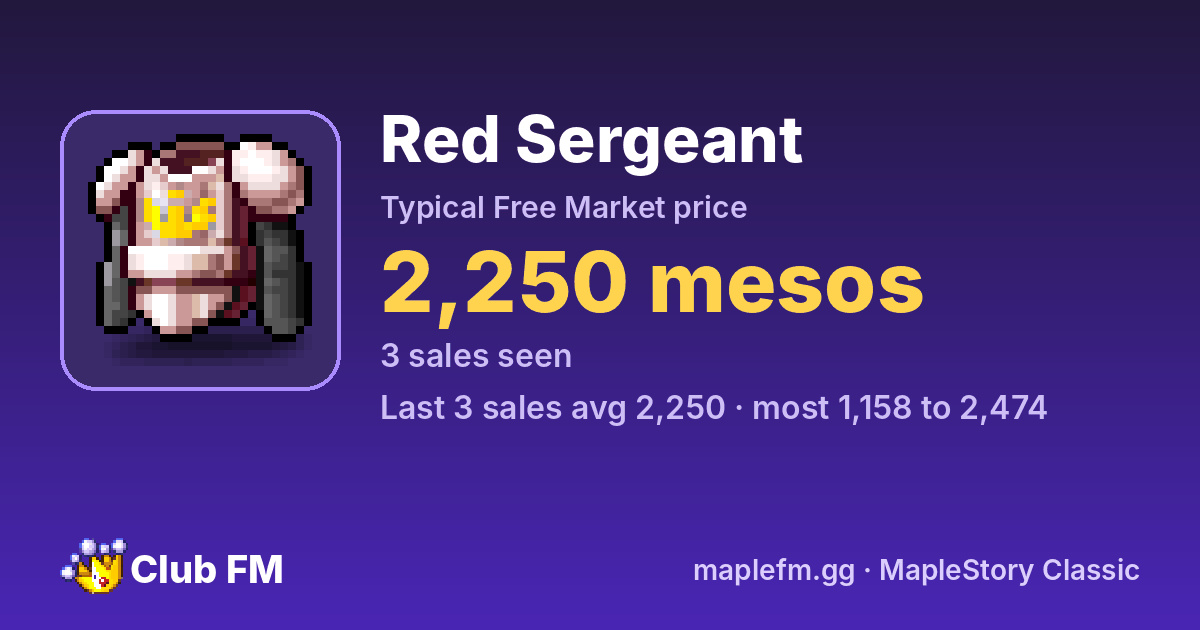 Red Sergeant
Typical Free Market price
2,250 mesos
3 sales seen
Last 3 sales avg 2,250 · most 1,158 to 2,474
Club FM
maplefm.gg · MapleStory Classic